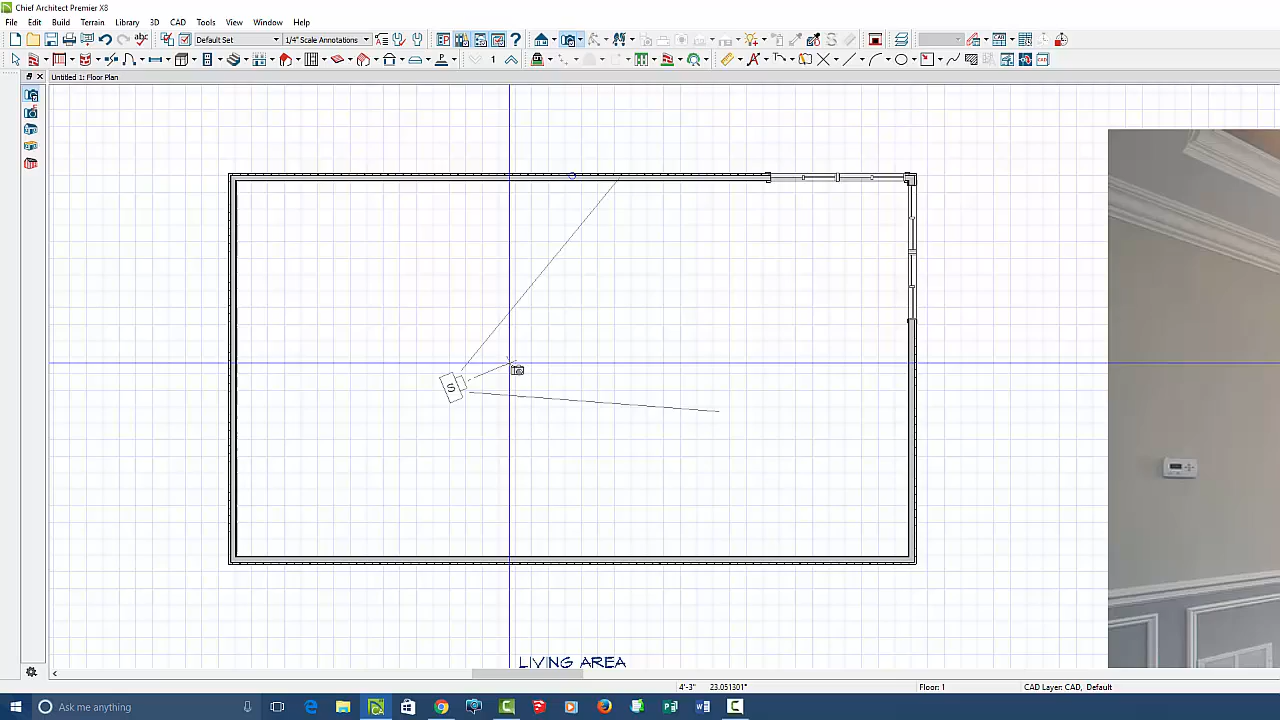 Chief Architect Premier X8
File Edit Build Terrain Library 3D CAD Tools View Window Help
Default Set 1/4" Scale Annotations
1
Untitled 1: Floor Plan
S
LIVING AREA
4'-3" 23.051301" Floor: 1 CAD Layer: CAD, Default
Ask me anything